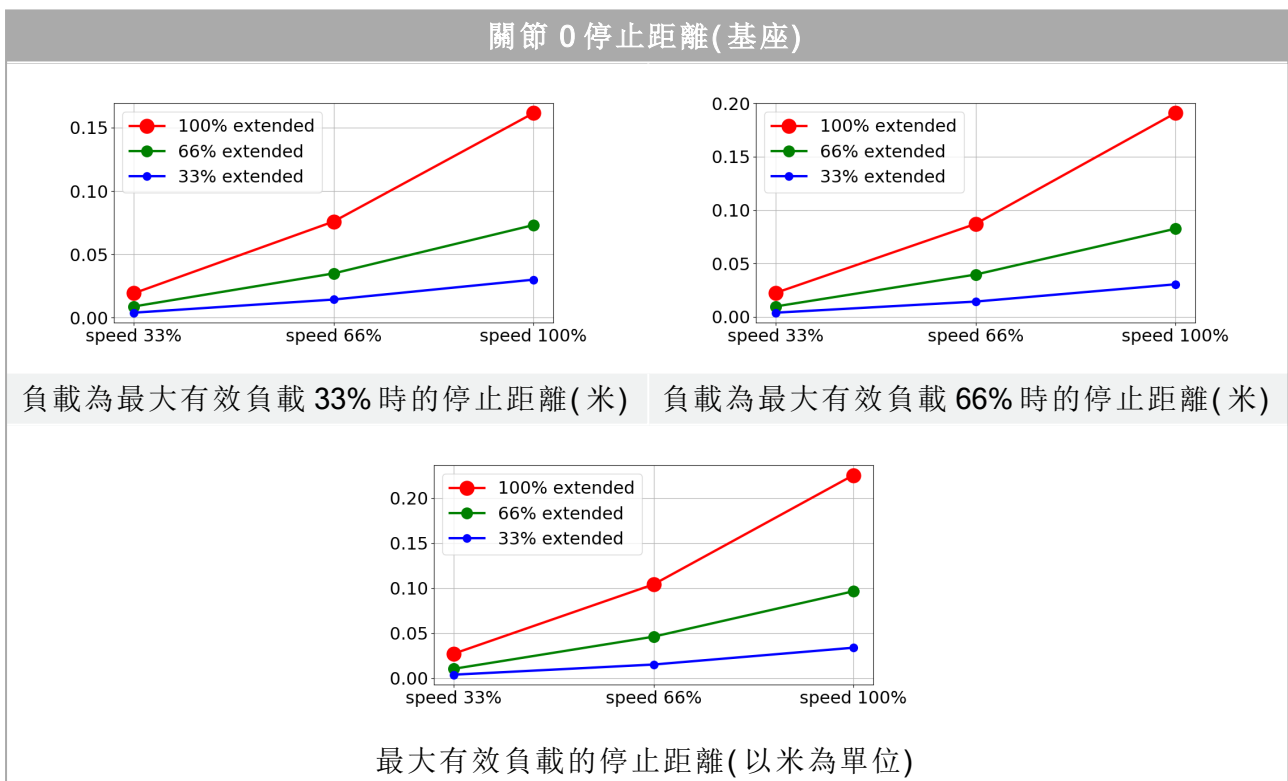 關節 0 停止距離(基座)
0.15
0.10
0.05
0.00
100% extended
66% extended
33% extended
speed 33% speed 66% speed 100%
0.20
0.15
0.10
0.05
0.00
100% extended
66% extended
33% extended
speed 33% speed 66% speed 100%
負載為最大有效負載 33% 時的停止距離(米)
負載為最大有效負載 66% 時的停止距離(米)
0.20
0.15
0.10
0.05
0.00
100% extended
66% extended
33% extended
speed 33% speed 66% speed 100%
最大有效負載的停止距離(以米為單位)